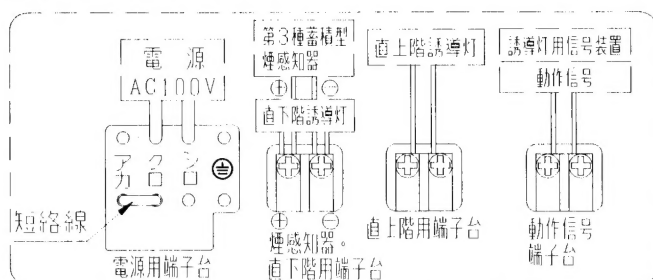 電源
AC100V
アカ
クロ
シロ
短絡線
電源用端子台
第3種蓄積型
煙感知器
⊕ ⊖
直下階誘導灯
⊕ ⊖
煙感知器。
直下階用端子台
直上階誘導灯
直上階用端子台
誘導灯用信号装置
動作信号
動作信号
端子台